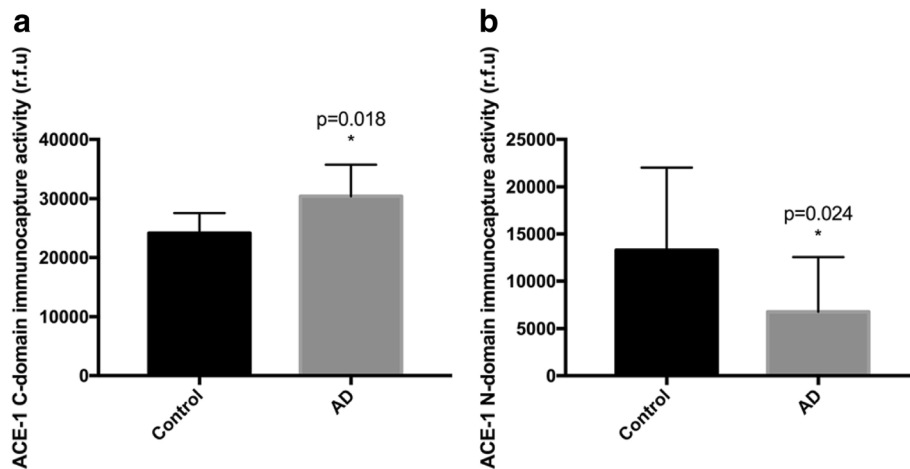 a
ACE-1 C-domain immunocapture activity (r.f.u)
40000
30000
20000
10000
0
p=0.018
*
Control
AD
b
ACE-1 N-domain immunocapture activity (r.f.u)
25000
20000
15000
10000
5000
0
p=0.024
*
Control
AD